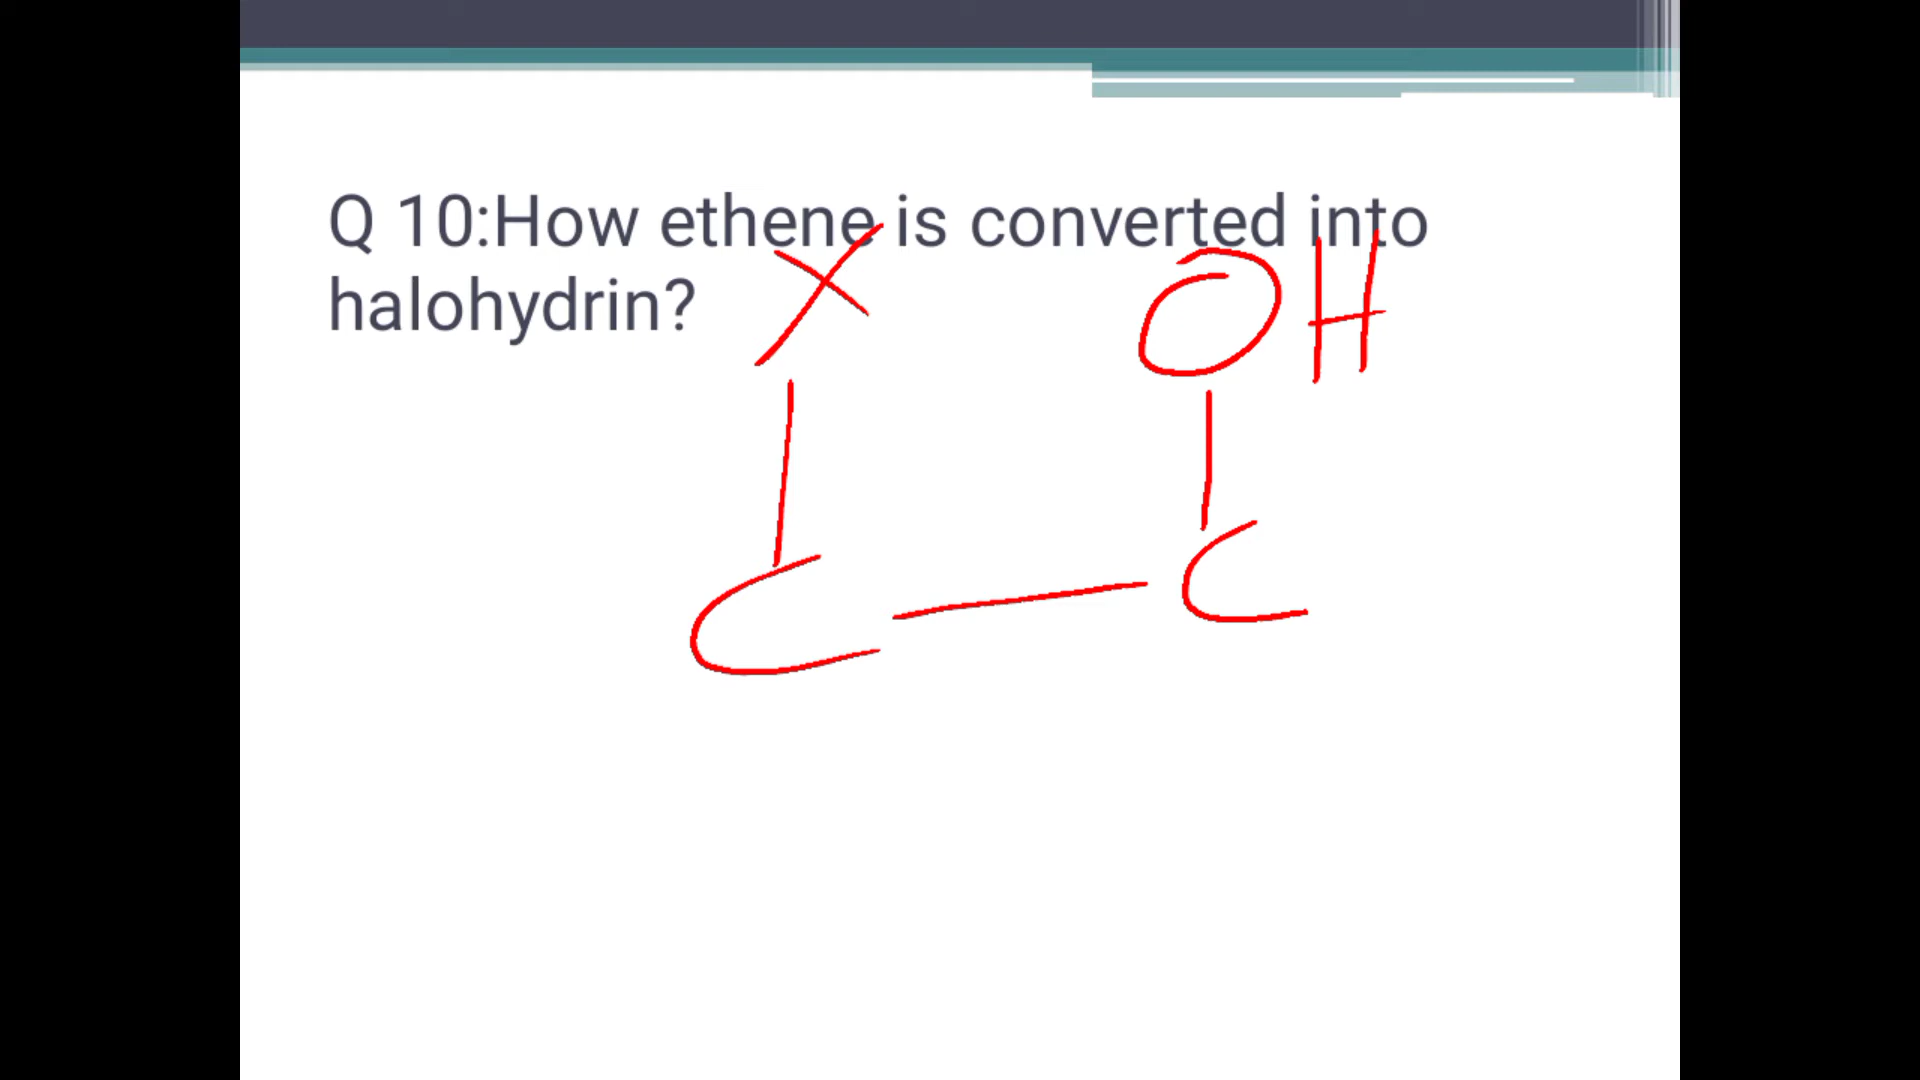 Q 10:How ethene is converted into
halohydrin?
X OH
C — C